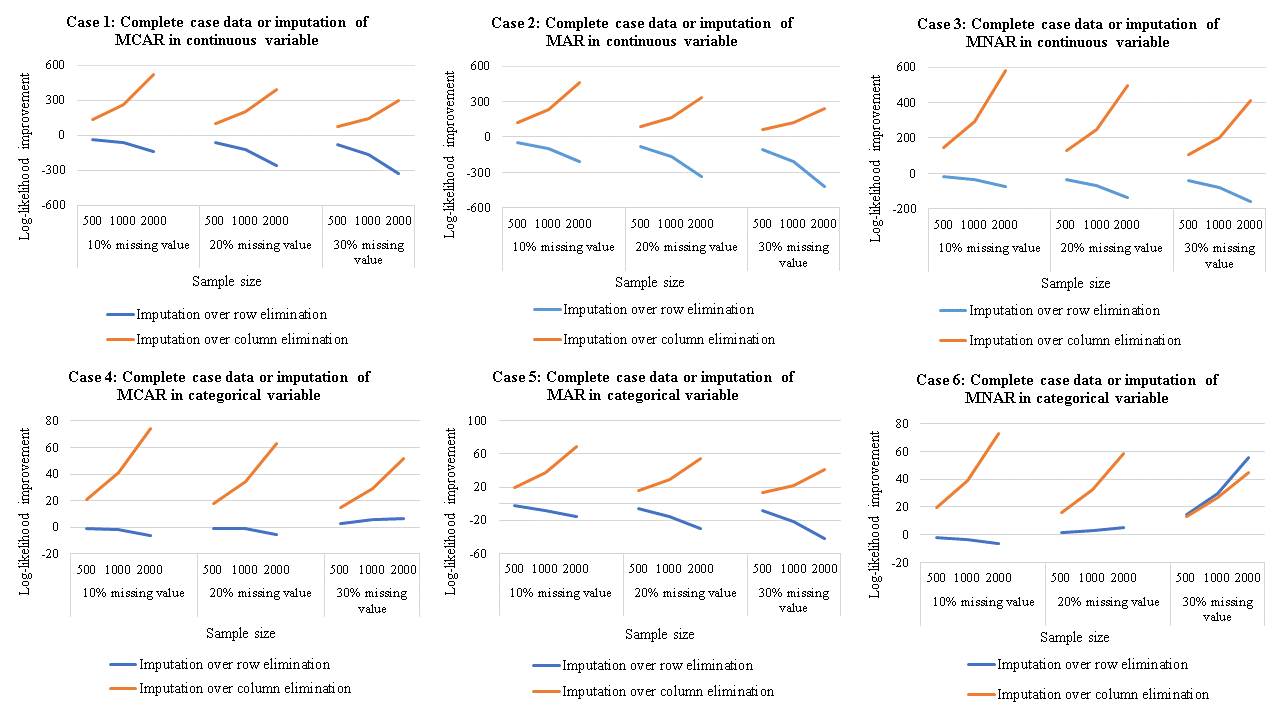 Case 1: Complete case data or imputation of
MCAR in continuous variable
Log-likelihood improvement
600
300
0
-300
-600
500 1000 2000 500 1000 2000 500 1000 2000
10% missing value 20% missing value 30% missing
value
Sample size
Imputation over row elimination
Imputation over column elimination
Case 2: Complete case data or imputation of
MAR in continuous variable
Log-likelihood improvement
600
300
0
-300
-600
500 1000 2000 500 1000 2000 500 1000 2000
10% missing value 20% missing value 30% missing
value
Sample size
Imputation over row elimination
Imputation over column elimination
Case 3: Complete case data or imputation of
MNAR in continuous variable
Log-likelihood improvement
600
400
200
0
-200
500 1000 2000 500 1000 2000 500 1000 2000
10% missing value 20% missing value 30% missing
value
Sample size
Imputation over row elimination
Imputation over column elimination
Case 4: Complete case data or imputation of
MCAR in categorical variable
Log-likelihood improvement
80
60
40
20
0
-20
500 1000 2000 500 1000 2000 500 1000 2000
10% missing value 20% missing value 30% missing
value
Sample size
Imputation over row elimination
Imputation over column elimination
Case 5: Complete case data or imputation of
MAR in categorical variable
Log-likelihood improvement
100
60
20
-20
-60
500 1000 2000 500 1000 2000 500 1000 2000
10% missing value 20% missing value 30% missing
value
Sample size
Imputation over row elimination
Imputation over column elimination
Case 6: Complete case data or imputation of
MNAR in categorical variable
Log-likelihood improvement
80
60
40
20
0
-20
500 1000 2000 500 1000 2000 500 1000 2000
10% missing value 20% missing value 30% missing
value
Sample size
Imputation over row elimination
Imputation over column elimination